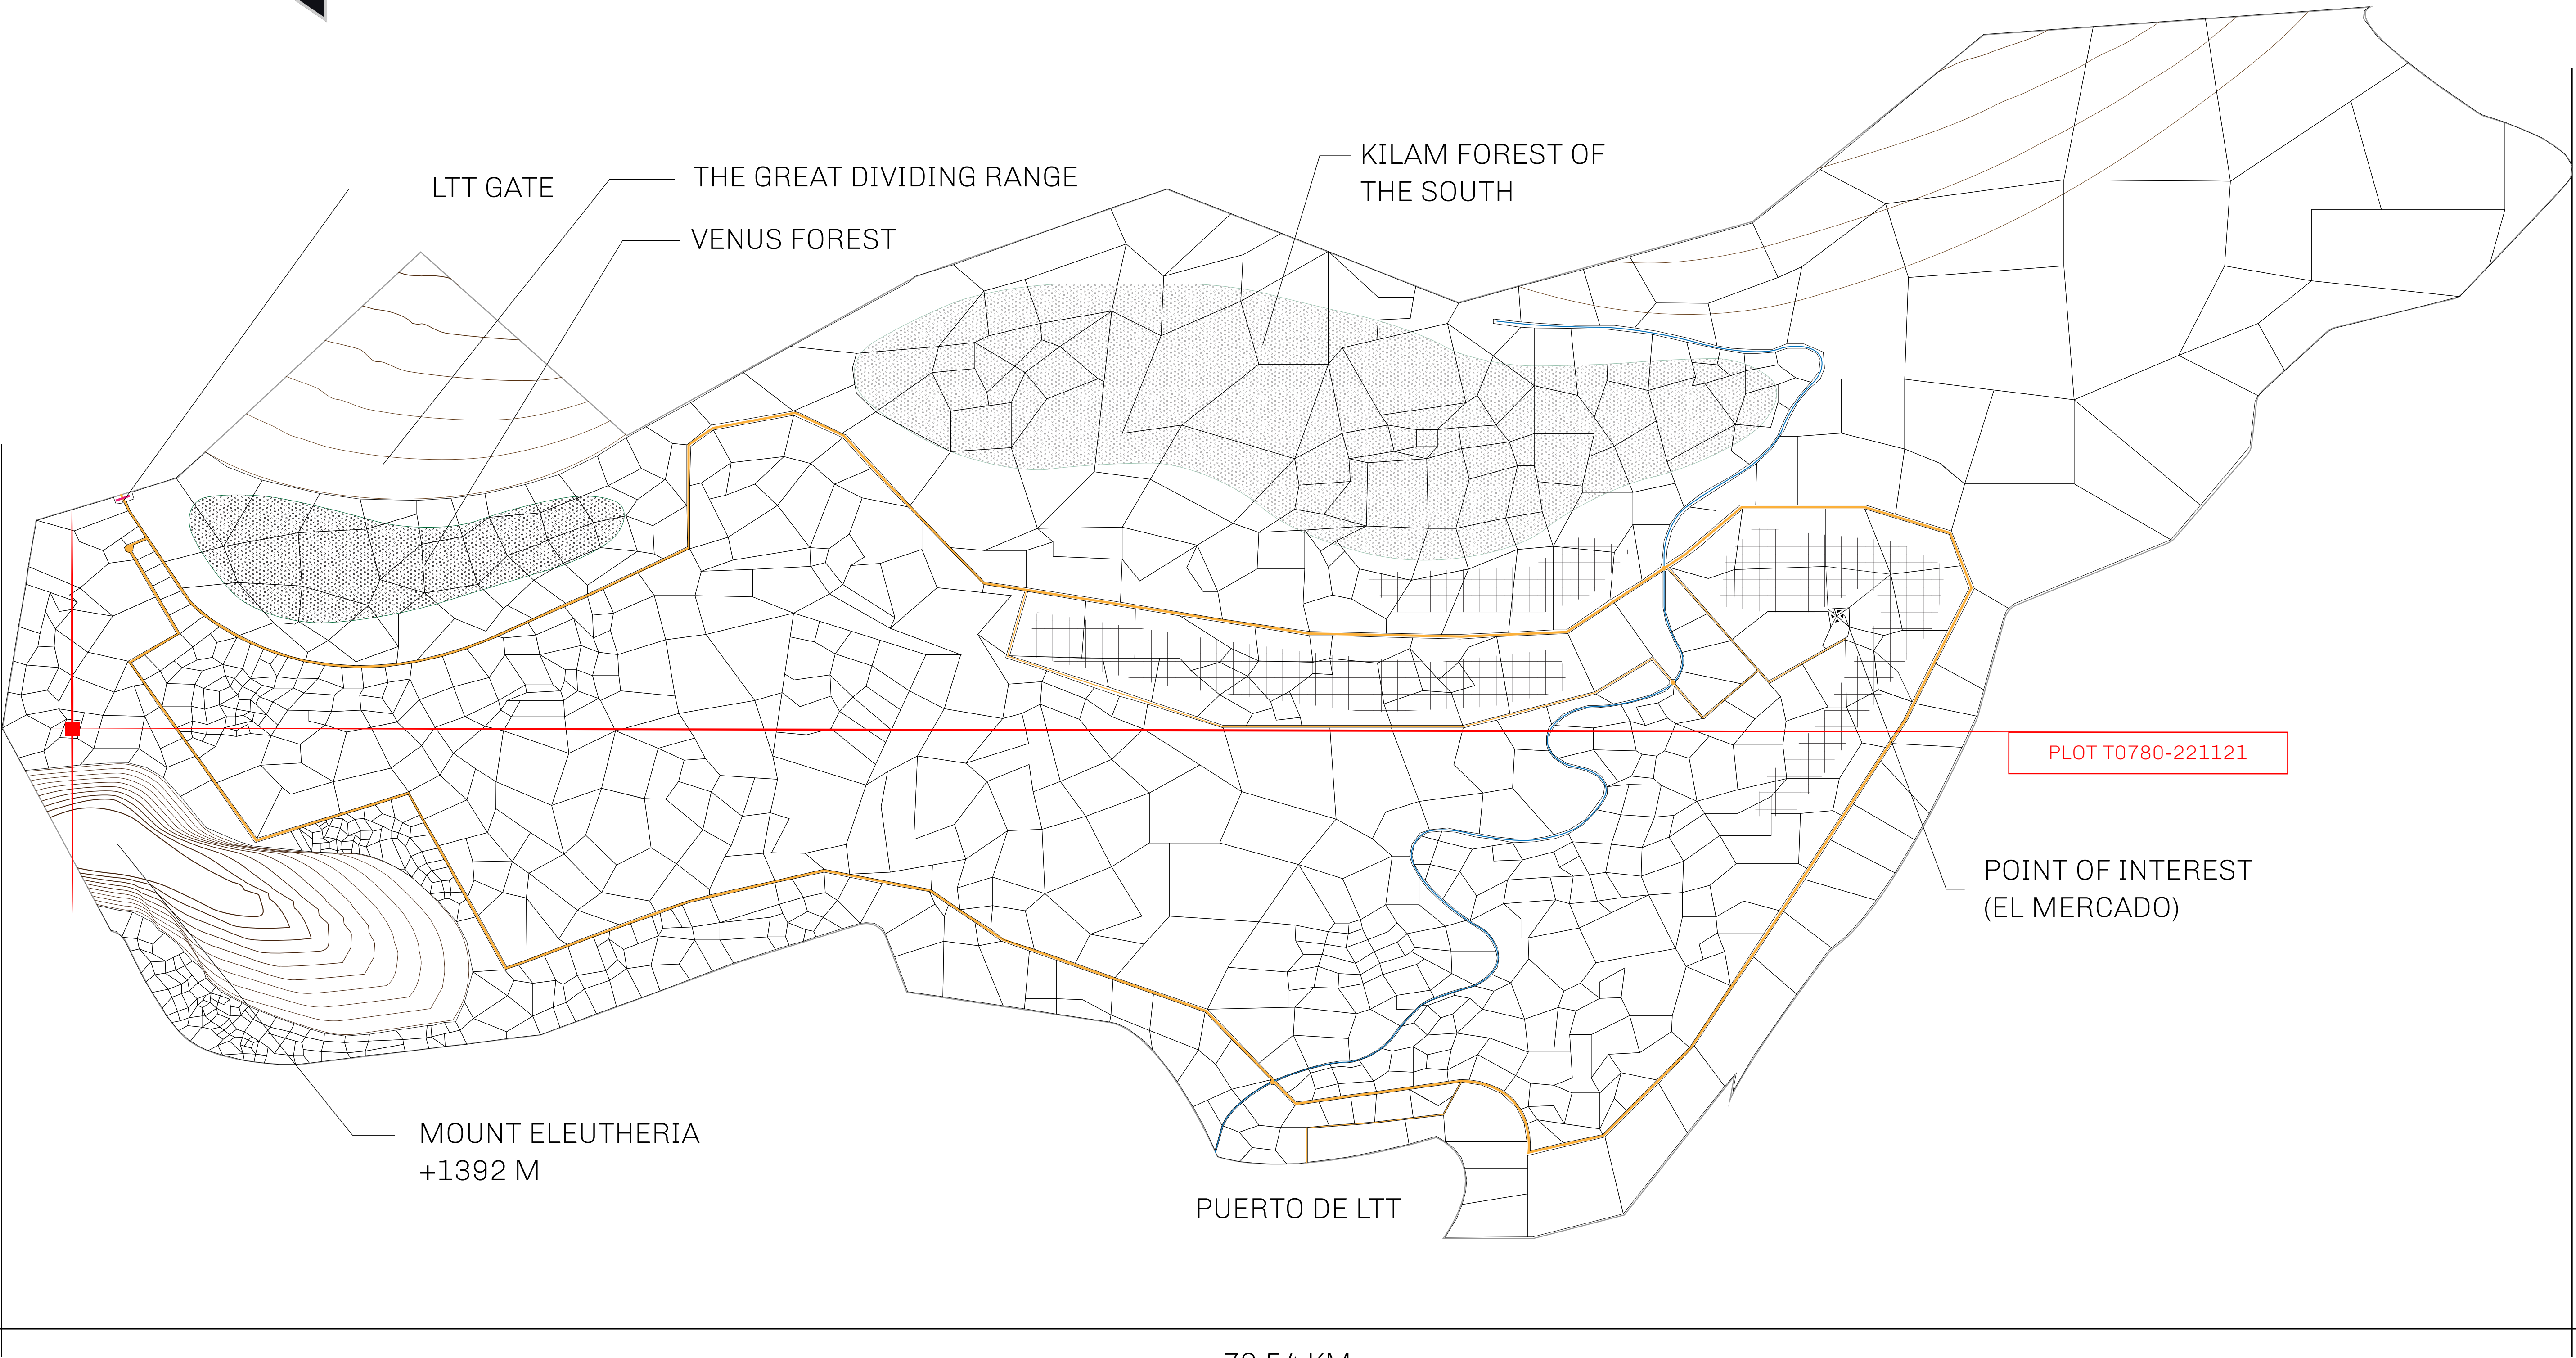 KILAM FOREST OF
THE SOUTH
THE GREAT DIVIDING RANGE
LTT GATE
VENUS FOREST
PLOT T0780-221121
POINT OF INTEREST
(EL MERCADO)
MOUNT ELEUTHERIA
+1392 M
PUERTO DE LTT
KM